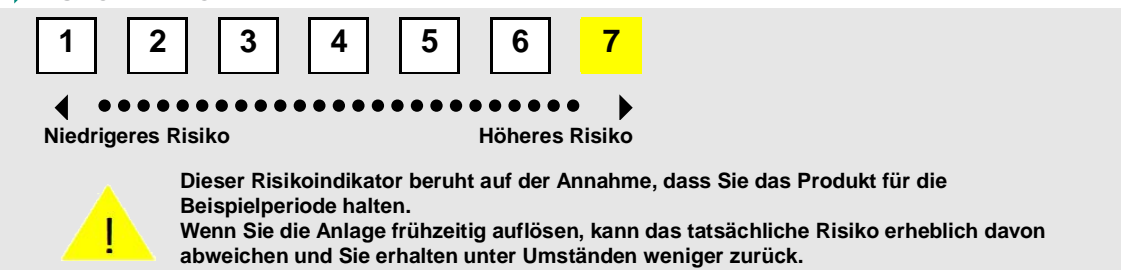 1 2 3 4 5 6 7
Niedrigeres Risiko Höheres Risiko
Dieser Risikoindikator beruht auf der Annahme, dass Sie das Produkt für die
Beispielperiode halten.
! Wenn Sie die Anlage frühzeitig auflösen, kann das tatsächliche Risiko erheblich davon
abweichen und Sie erhalten unter Umständen weniger zurück.